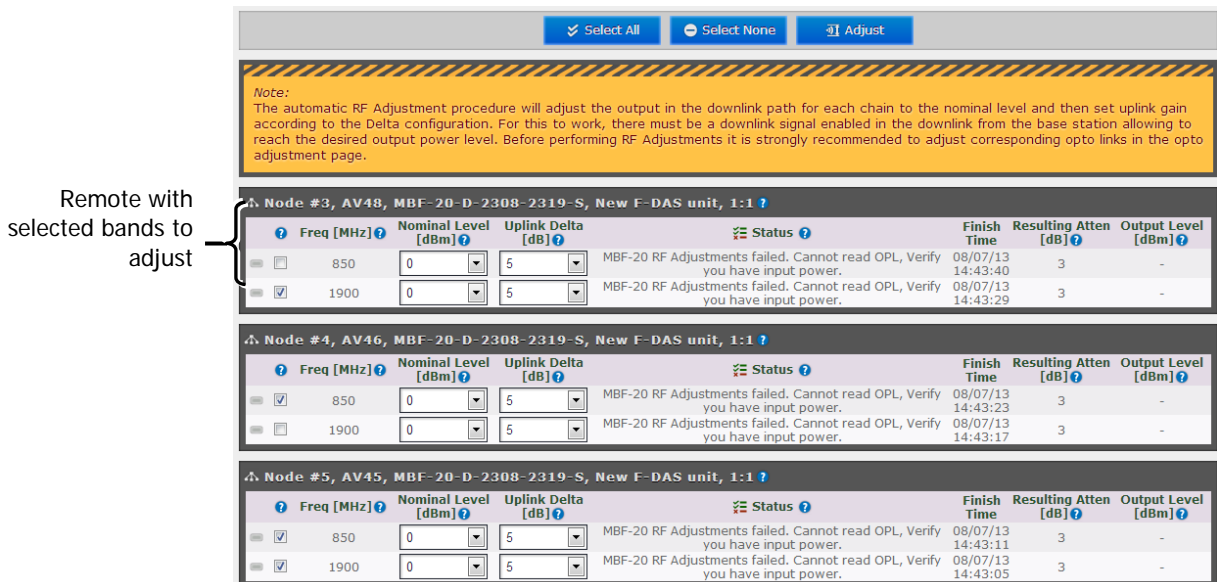 Select All Select None Adjust
Note:
The automatic RF Adjustment procedure will adjust the output in the downlink path for each chain to the nominal level and then set uplink gain
according to the Delta configuration. For this to work, there must be a downlink signal enabled in the downlink from the base station allowing to
reach the desired output power level. Before performing RF Adjustments it is strongly recommended to adjust corresponding opto links in the opto
adjustment page.
Remote with
selected bands to
adjust
Node #3, AV48, MBF-20-D-2308-2319-S, New F-DAS unit, 1:1 ?
? Freq [MHz] ? Nominal Level [dBm] ? Uplink Delta [dB] ? Status ? Finish Time Resulting Atten [dB] ? Output Level [dBm] ?
850 0 5 MBF-20 RF Adjustments failed. Cannot read OPL, Verify you have input power. 08/07/13 14:43:40 3 -
1900 0 5 MBF-20 RF Adjustments failed. Cannot read OPL, Verify you have input power. 08/07/13 14:43:29 3 -
Node #4, AV46, MBF-20-D-2308-2319-S, New F-DAS unit, 1:1 ?
? Freq [MHz] ? Nominal Level [dBm] ? Uplink Delta [dB] ? Status ? Finish Time Resulting Atten [dB] ? Output Level [dBm] ?
850 0 5 MBF-20 RF Adjustments failed. Cannot read OPL, Verify you have input power. 08/07/13 14:43:23 3 -
1900 0 5 MBF-20 RF Adjustments failed. Cannot read OPL, Verify you have input power. 08/07/13 14:43:17 3 -
Node #5, AV45, MBF-20-D-2308-2319-S, New F-DAS unit, 1:1 ?
? Freq [MHz] ? Nominal Level [dBm] ? Uplink Delta [dB] ? Status ? Finish Time Resulting Atten [dB] ? Output Level [dBm] ?
850 0 5 MBF-20 RF Adjustments failed. Cannot read OPL, Verify you have input power. 08/07/13 14:43:11 3 -
1900 0 5 MBF-20 RF Adjustments failed. Cannot read OPL, Verify you have input power. 08/07/13 14:43:05 3 -